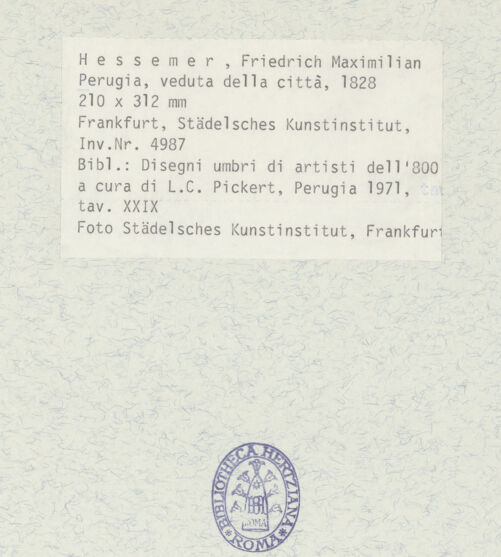 H e s s e m e r , Friedrich Maximilian
Perugia, veduta della città, 1828
210 x 312 mm
Frankfurt, Städelsches Kunstinstitut,
Inv.Nr. 4987
Bibl.: Disegni umbri di artisti dell'800
a cura di L.C. Pickert, Perugia 1971,
tav. XXIX
Foto Städelsches Kunstinstitut, Frankfurt
BIBLIOTHECA HERTZIANA
ROMA
*ROMA*